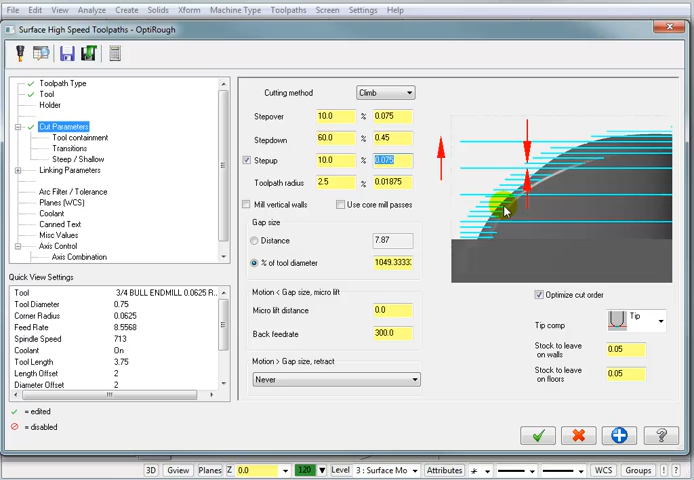 File Edit View Analyze Create Solids Xform Machine Type Toolpaths Screen Settings Help
Surface High Speed Toolpaths - OptiRough
Toolpath Type
Tool
Holder
Cut Parameters
Tool containment
Transitions
Steep / Shallow
Linking Parameters
Arc Filter / Tolerance
Planes (WCS)
Coolant
Canned Text
Misc Values
Axis Control
Axis Combination
Quick View Settings
Tool 3/4 BULL ENDMILL 0.0625 R...
Tool Diameter 0.75
Corner Radius 0.0625
Feed Rate 8.5568
Spindle Speed 713
Coolant On
Tool Length 3.75
Length Offset 2
Diameter Offset 2
= edited
= disabled
Cutting method Climb
Stepover 10.0 % 0.075
Stepdown 60.0 % 0.45
Stepup 10.0 % 0.075
Toolpath radius 2.5 % 0.01875
Mill vertical walls Use core mill passes
Gap size
Distance 7.87
% of tool diameter 1049.3333
Motion < Gap size, micro lift
Micro lift distance 0.0
Back feedrate 300.0
Motion > Gap size, retract
Never
Optimize cut order
Tip comp Tip
Stock to leave
on walls 0.05
Stock to leave
on floors 0.05
3D Gview Planes Z 0.0 120 Level 3 : Surface Mo Attributes WCS Groups ! ?